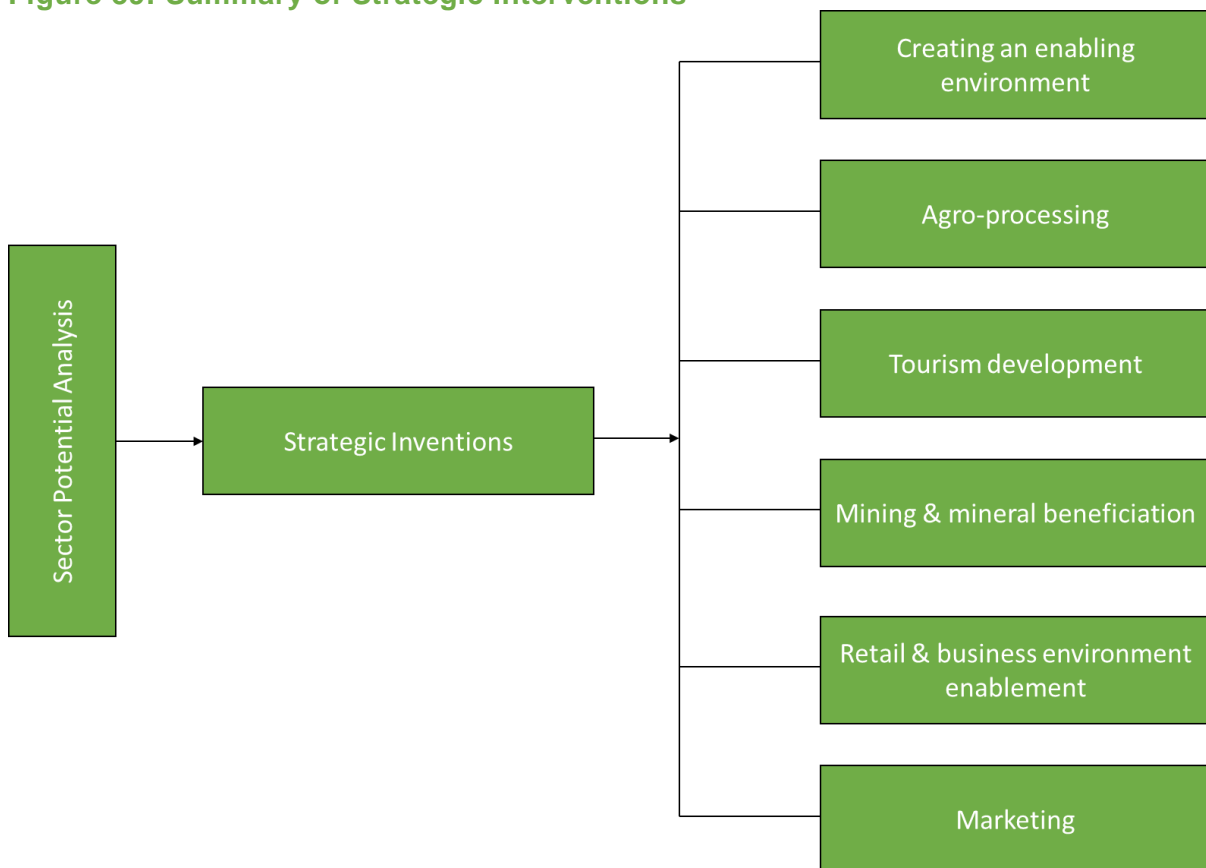 Figure Summary of Strategic Interventions
Creating an enabling
environment
Agro-processing
Tourism development
Sector Potential Analysis
Strategic Inventions
Mining & mineral beneficiation
Retail & business environment
enablement
Marketing